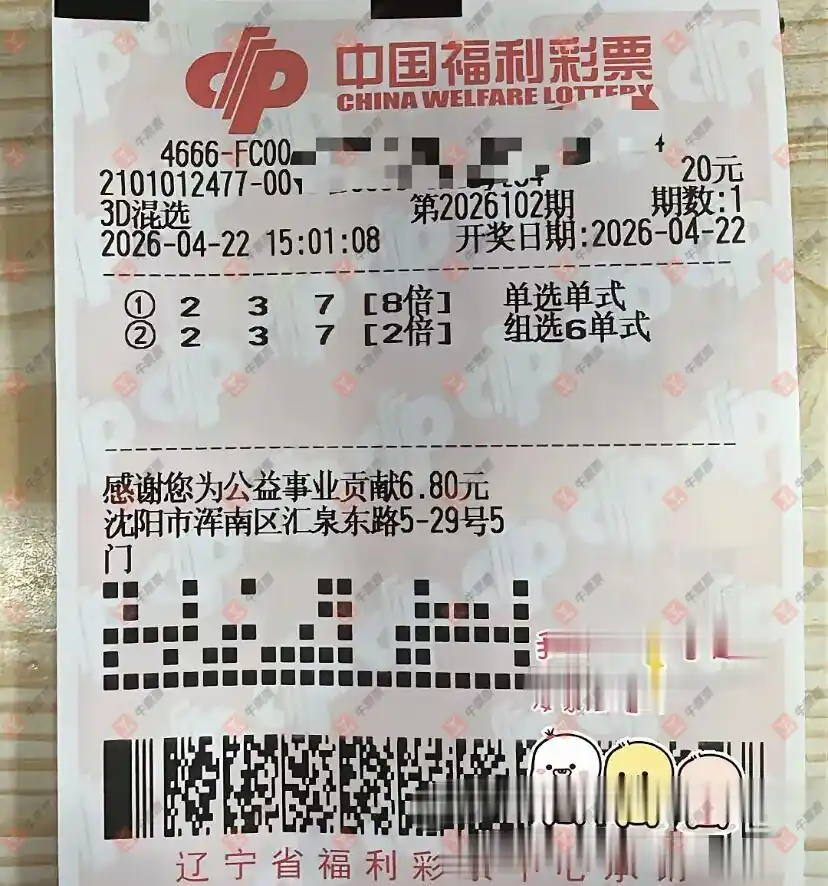 中国福利彩票
CHINA WELFARE LOTTERY
4666-FC00
2101012477-00
20元
3D混选
第2026102期
期数:1
2026-04-22 15:01:08
开奖日期:2026-04-22
① 2 3 7 [8倍] 单选单式
② 2 3 7 [2倍] 组选6单式
感谢您为公益事业贡献6.80元
沈阳市浑南区汇泉东路5-29号5
门
辽宁省福利彩
牛票票